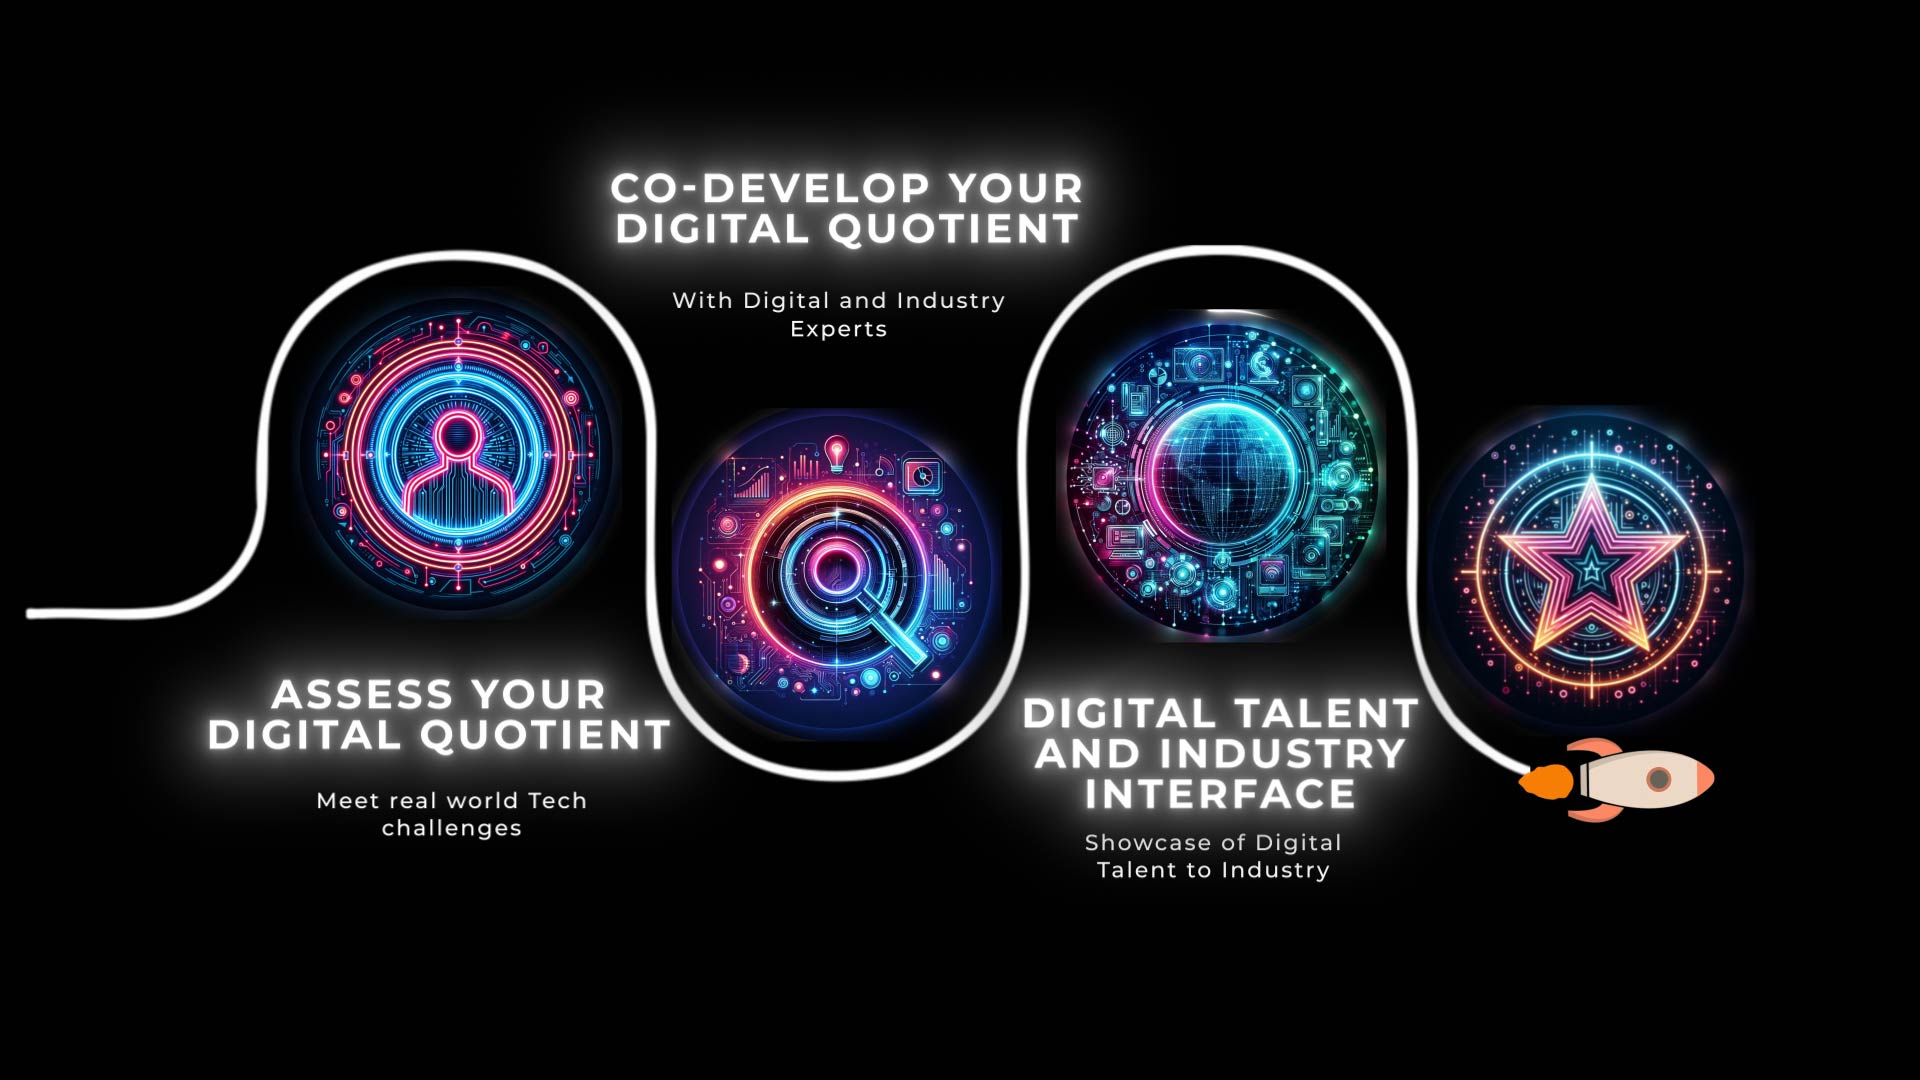 CO-DEVELOP YOUR
DIGITAL QUOTIENT
With Digital and Industry
Experts
ASSESS YOUR
DIGITAL QUOTIENT
Meet real world Tech
challenges
DIGITAL TALENT
AND INDUSTRY
INTERFACE
Showcase of Digital
Talent to Industry